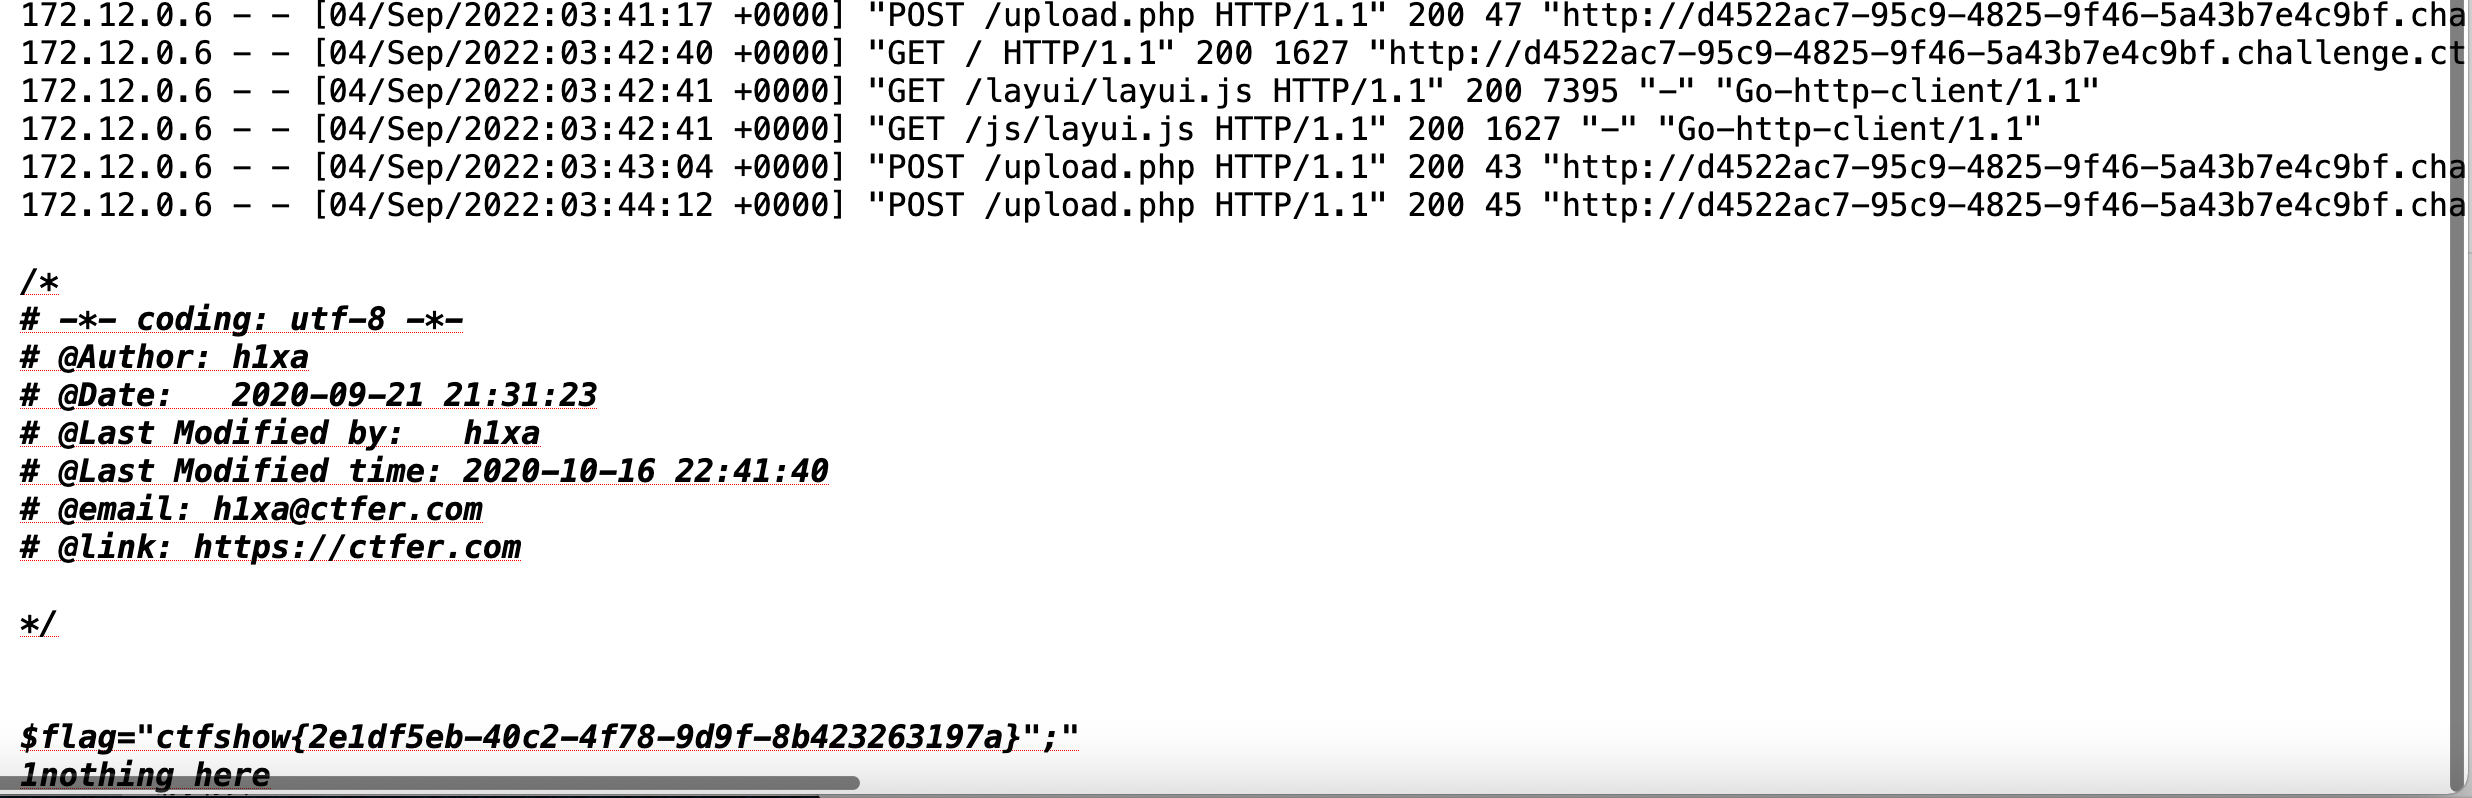 172.12.0.6 - - [04/Sep/2022:03:41:17 +0000] "POST /upload.php HTTP/1.1" 200 47 "http://d4522ac7-95c9-4825-9f46-5a43b7e4c9bf.cha
172.12.0.6 - - [04/Sep/2022:03:42:40 +0000] "GET / HTTP/1.1" 200 1627 "http://d4522ac7-95c9-4825-9f46-5a43b7e4c9bf.challenge.ct
172.12.0.6 - - [04/Sep/2022:03:42:41 +0000] "GET /layui/layui.js HTTP/1.1" 200 7395 "-" "Go-http-client/1.1"
172.12.0.6 - - [04/Sep/2022:03:42:41 +0000] "GET /js/layui.js HTTP/1.1" 200 1627 "-" "Go-http-client/1.1"
172.12.0.6 - - [04/Sep/2022:03:43:04 +0000] "POST /upload.php HTTP/1.1" 200 43 "http://d4522ac7-95c9-4825-9f46-5a43b7e4c9bf.cha
172.12.0.6 - - [04/Sep/2022:03:44:12 +0000] "POST /upload.php HTTP/1.1" 200 45 "http://d4522ac7-95c9-4825-9f46-5a43b7e4c9bf.cha
/*
# -*- coding: utf-8 -*-
# @Author: h1xa
# @Date:   2020-09-21 21:31:23
# @Last Modified by:   h1xa
# @Last Modified time: 2020-10-16 22:41:40
# @email: h1xa@ctfer.com
# @link: https://ctfer.com
*/
$flag="ctfshow{2e1df5eb-40c2-4f78-9d9f-8b423263197a}";"
1nothing here